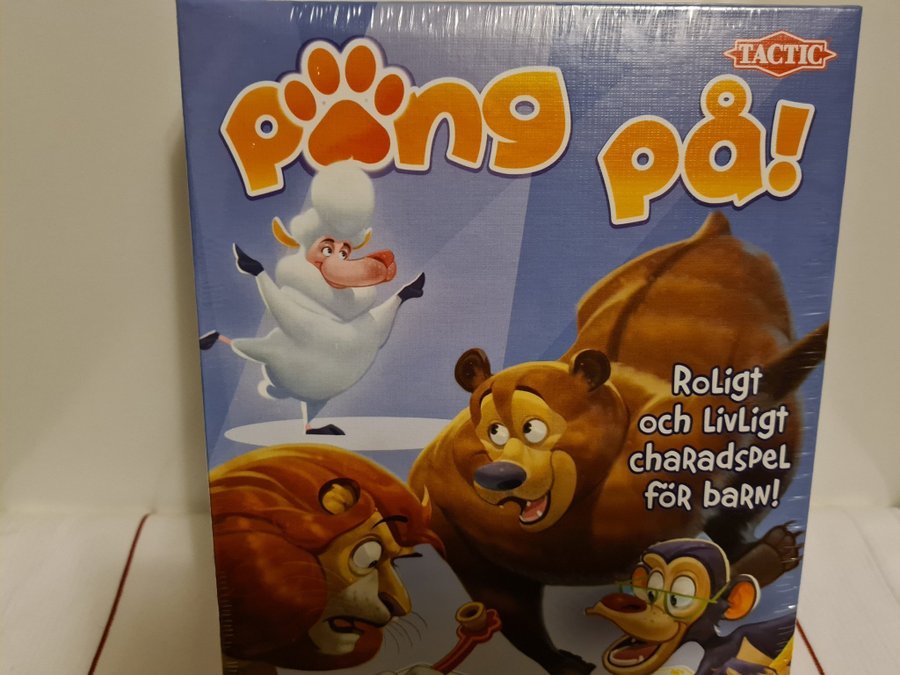 TACTIC
pang på!
Roligt
och livligt
charadspel
för barn!